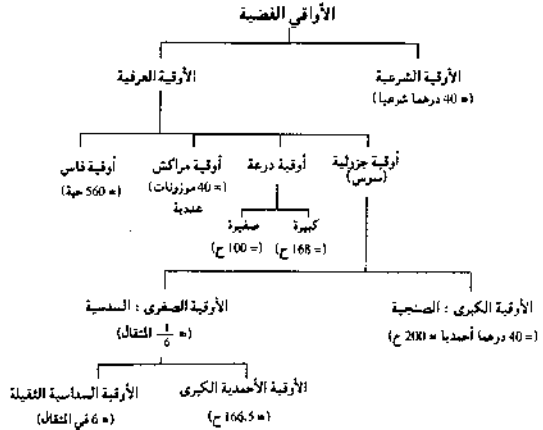 الأواقي الفضية
الأوقية الشرعية
(= 40 درهما شرعيا)
الأوقية العرفية
أوقية جزولية
(سوس)
أوقية درعة
أوقية مراكش
(= 40 موزونات)
عددية
أوقية فاس
(= 560 حبة)
كبيرة
(= 168 ح)
صغيرة
(= 100 ح)
الأوقية الكبرى : الصنجية
(= 40 درهما أحمديا = 200 ح)
الأوقية الصغرى : السدسية
(= 1/6 المثقال)
الأوقية الأحمدية الكبرى
(= 166.5 ح)
الأوقية السداسية الثقيلة
(= 6 في المثقال)